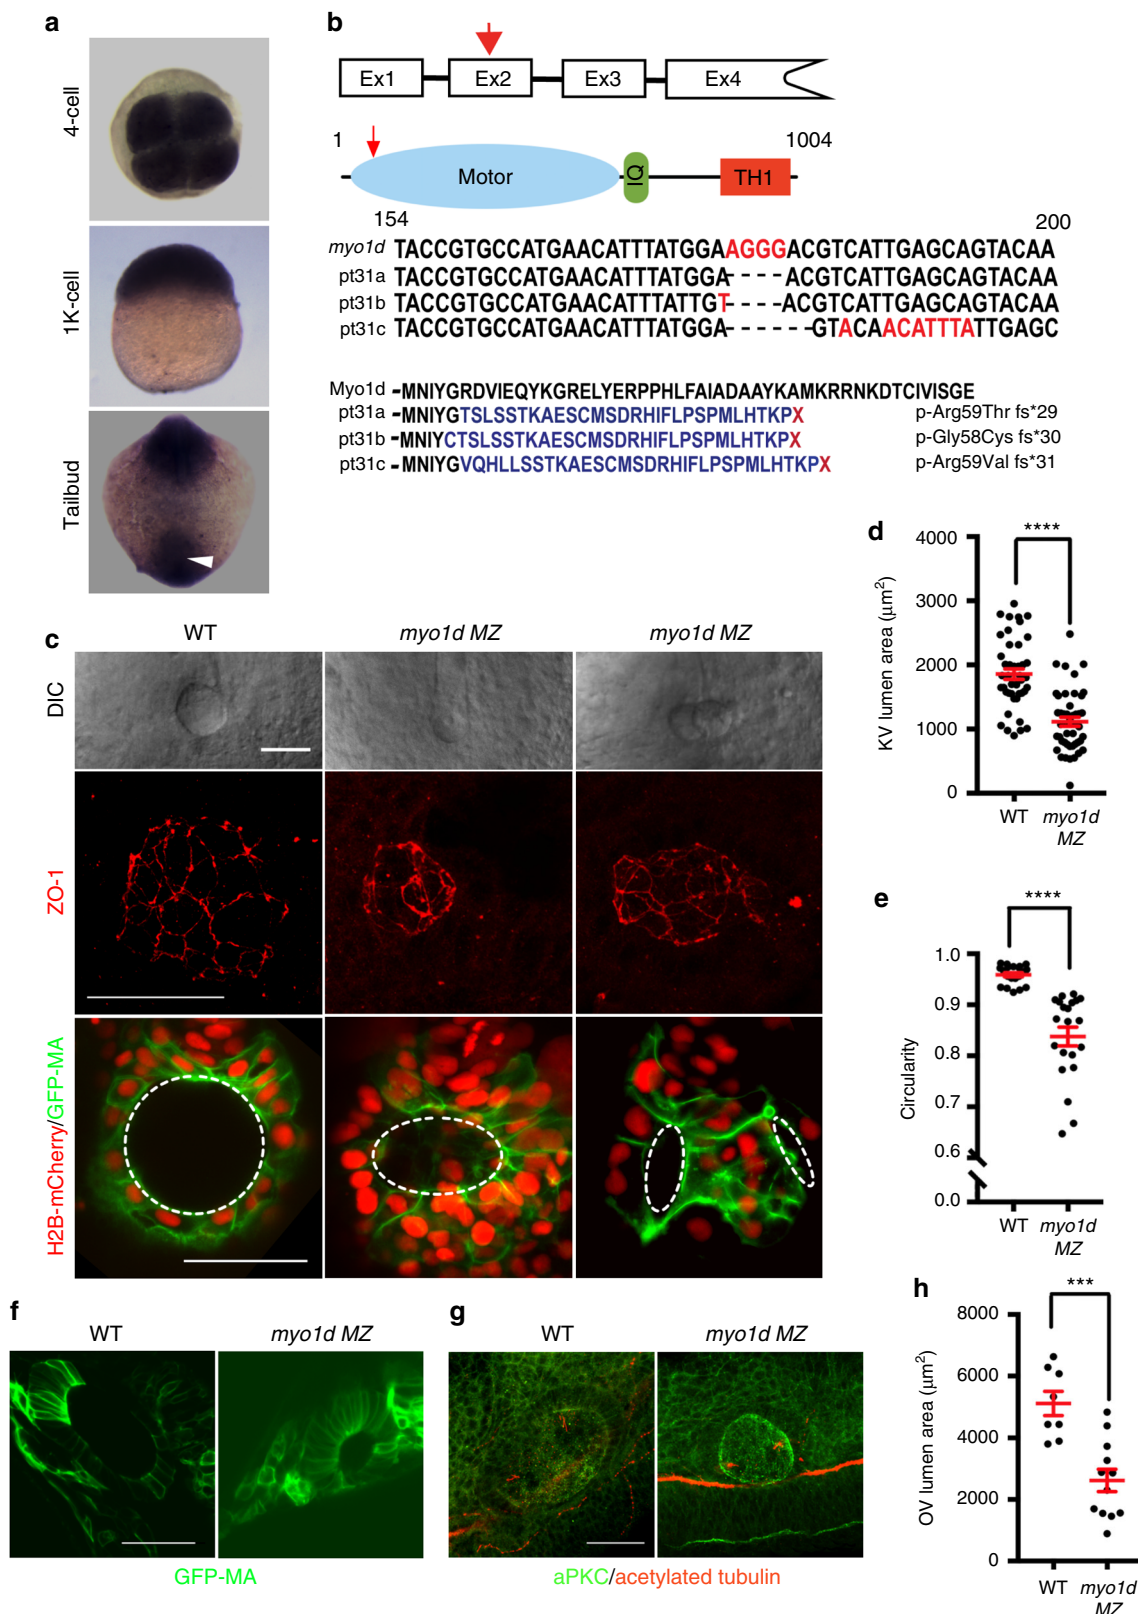 a
4-cell
1K-cell
Tailbud
b
Ex1 Ex2 Ex3 Ex4
1 1004
Motor IQ TH1
154 200
myo1d TACCGTGCCATGAACATTTATGGAAGGGACGTCATTGAGCAGTACAA
pt31a TACCGTGCCATGAACATTTATGGA----ACGTCATTGAGCAGTACAA
pt31b TACCGTGCCATGAACATTTATTGT----ACGTCATTGAGCAGTACAA
pt31c TACCGTGCCATGAACATTTATGGA------GTACAACATTTATTGAGC
Myo1d -MNIYGRDVIEQYKGRELYERPPHLFAIADAAYKAMKRRNKDTCIVISGE
pt31a -MNIYGTSLSSTKAESCMSDRHIFLPSPMLHTKPX p-Arg59Thr fs*29
pt31b -MNIYCTSLSSTKAESCMSDRHIFLPSPMLHTKPX p-Gly58Cys fs*30
pt31c -MNIYGVQHLLSSTKAESCMSDRHIFLPSPMLHTKPX p-Arg59Val fs*31
c
WT myo1d MZ myo1d MZ
DIC
ZO-1
H2B-mCherry/GFP-MA
d
****
KV lumen area (μm2)
4000
3000
2000
1000
0
WT myo1d
MZ
e
****
Circularity
1.0
0.9
0.8
0.7
0.6
0.0
WT myo1d
MZ
f
WT myo1d MZ
GFP-MA
g
WT myo1d MZ
aPKC/acetylated tubulin
h
***
OV lumen area (μm2)
8000
6000
4000
2000
0
WT myo1d
MZ